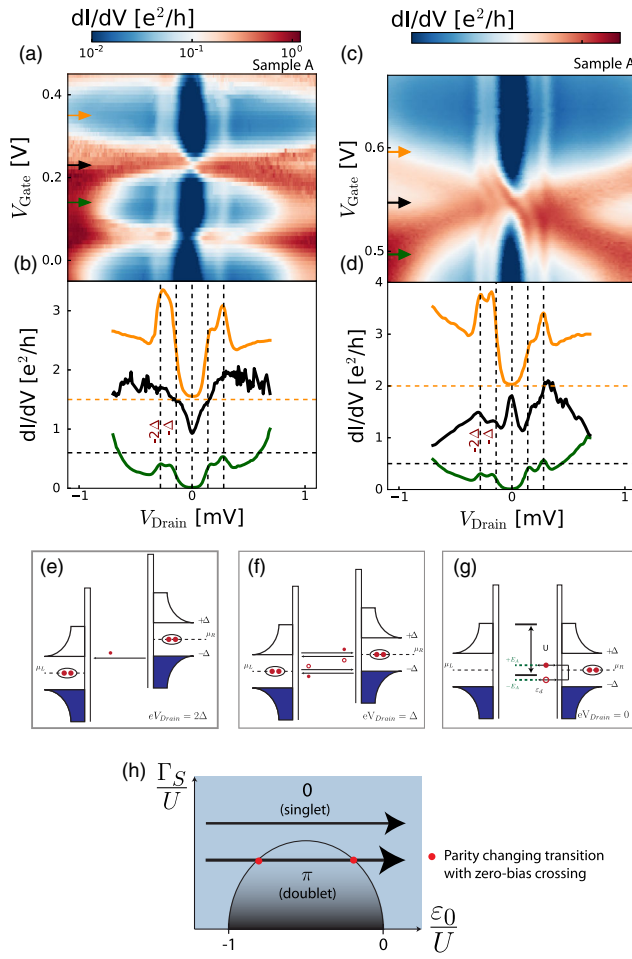 dI/dV [e²/h]
dI/dV [e²/h]
(a)
10⁻²
10⁻¹
10⁰
Sample A
(c)
Sample A
0.4
0.2
0.0
V_Gate [V]
0.6
0.5
V_Gate [V]
(b)
3
2
1
0
dI/dV [e²/h]
-2Δ
-Δ
-1
0
1
V_Drain [mV]
(d)
4
3
2
1
0
dI/dV [e²/h]
-2Δ
-Δ
-1
0
1
V_Drain [mV]
(e)
+Δ
μ_R
-Δ
μ_L
eV_Drain = 2Δ
(f)
+Δ
μ_R
-Δ
μ_L
eV_Drain = Δ
(g)
U
+Δ
μ_L
+E_A
μ_R
-E_A
ε_d
-Δ
eV_Drain = 0
(h)
Γ_S/U
0
(singlet)
π
(doublet)
Parity changing transition
with zero-bias crossing
-1
0
ε₀/U